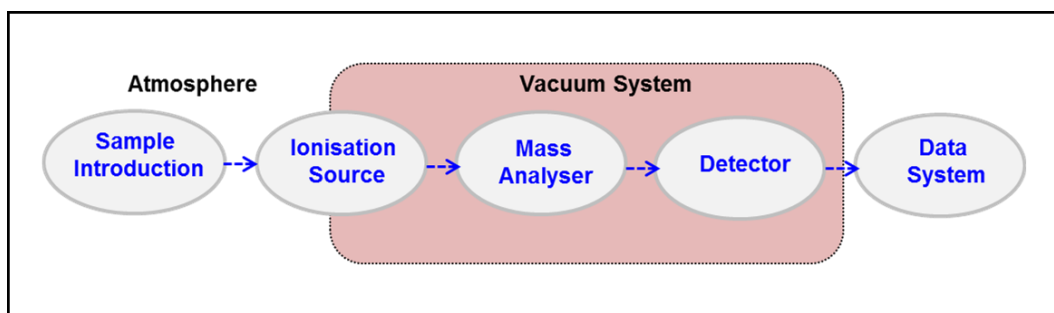 Atmosphere
Vacuum System
Sample
Introduction
Ionisation
Source
Mass
Analyser
Detector
Data
System